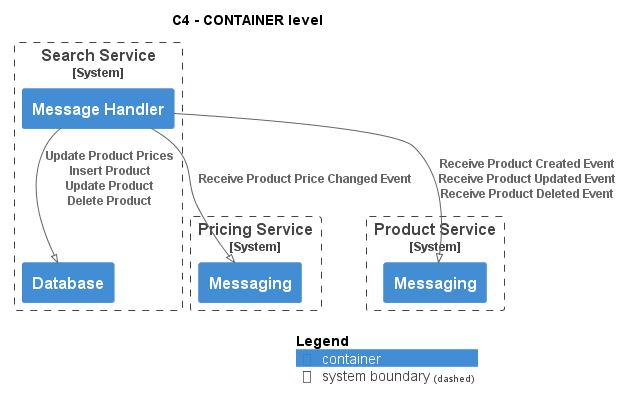 C4 - CONTAINER level
Search Service
[System]
Message Handler
Update Product Prices
Insert Product
Update Product
Delete Product
Receive Product Price Changed Event
Receive Product Created Event
Receive Product Updated Event
Receive Product Deleted Event
Pricing Service
[System]
Product Service
[System]
Database
Messaging
Messaging
Legend
container
system boundary (dashed)